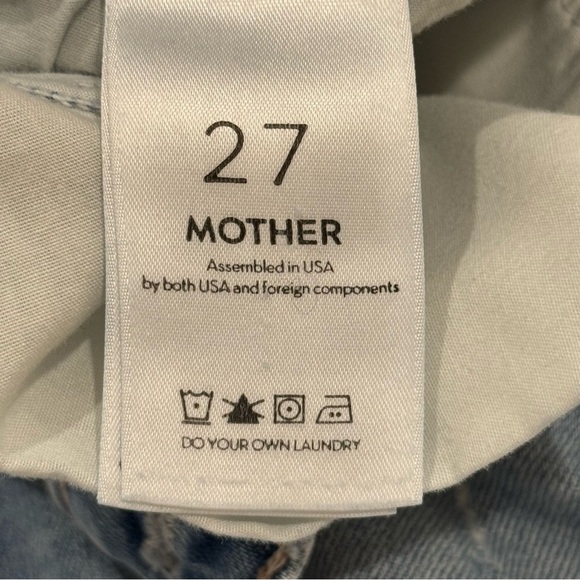 27
MOTHER
Assembled in USA
by both USA and foreign components
DO YOUR OWN LAUNDRY